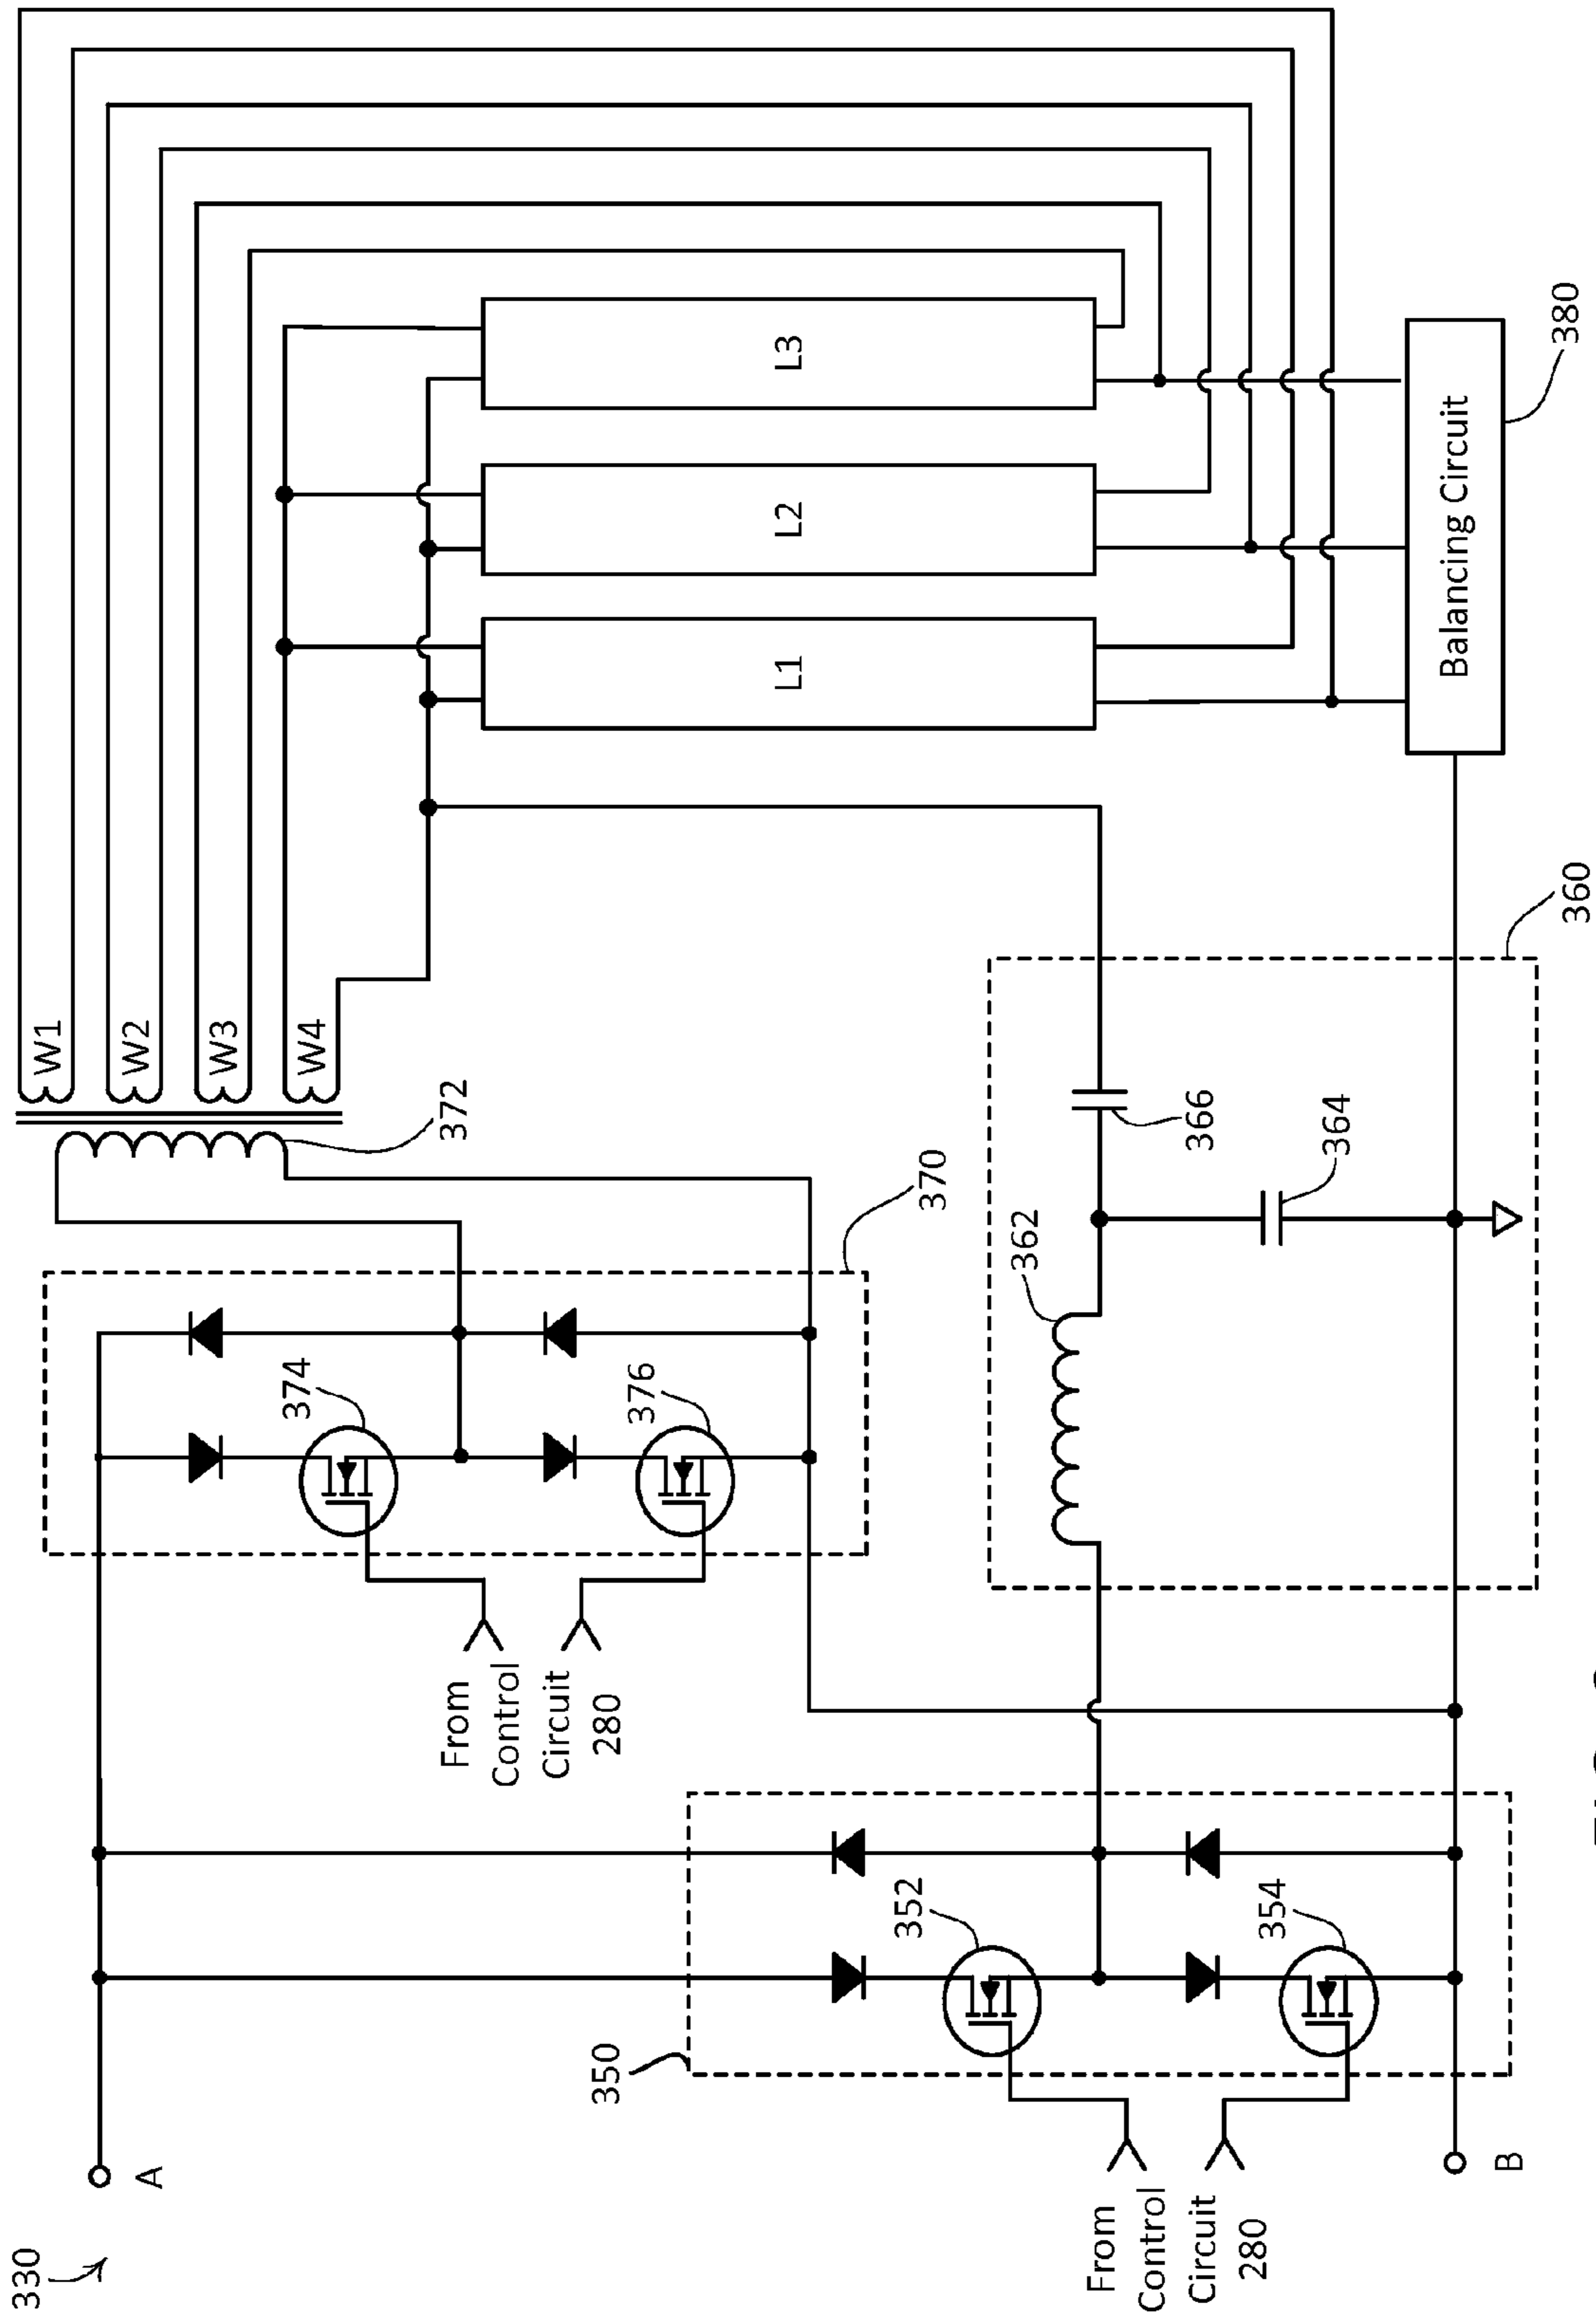 330
A
B
350
352
354
From
Control
Circuit
280
From
Control
Circuit
280
370
374
376
372
W1
W2
W3
W4
360
362
364
366
L1
L2
L3
Balancing Circuit
380